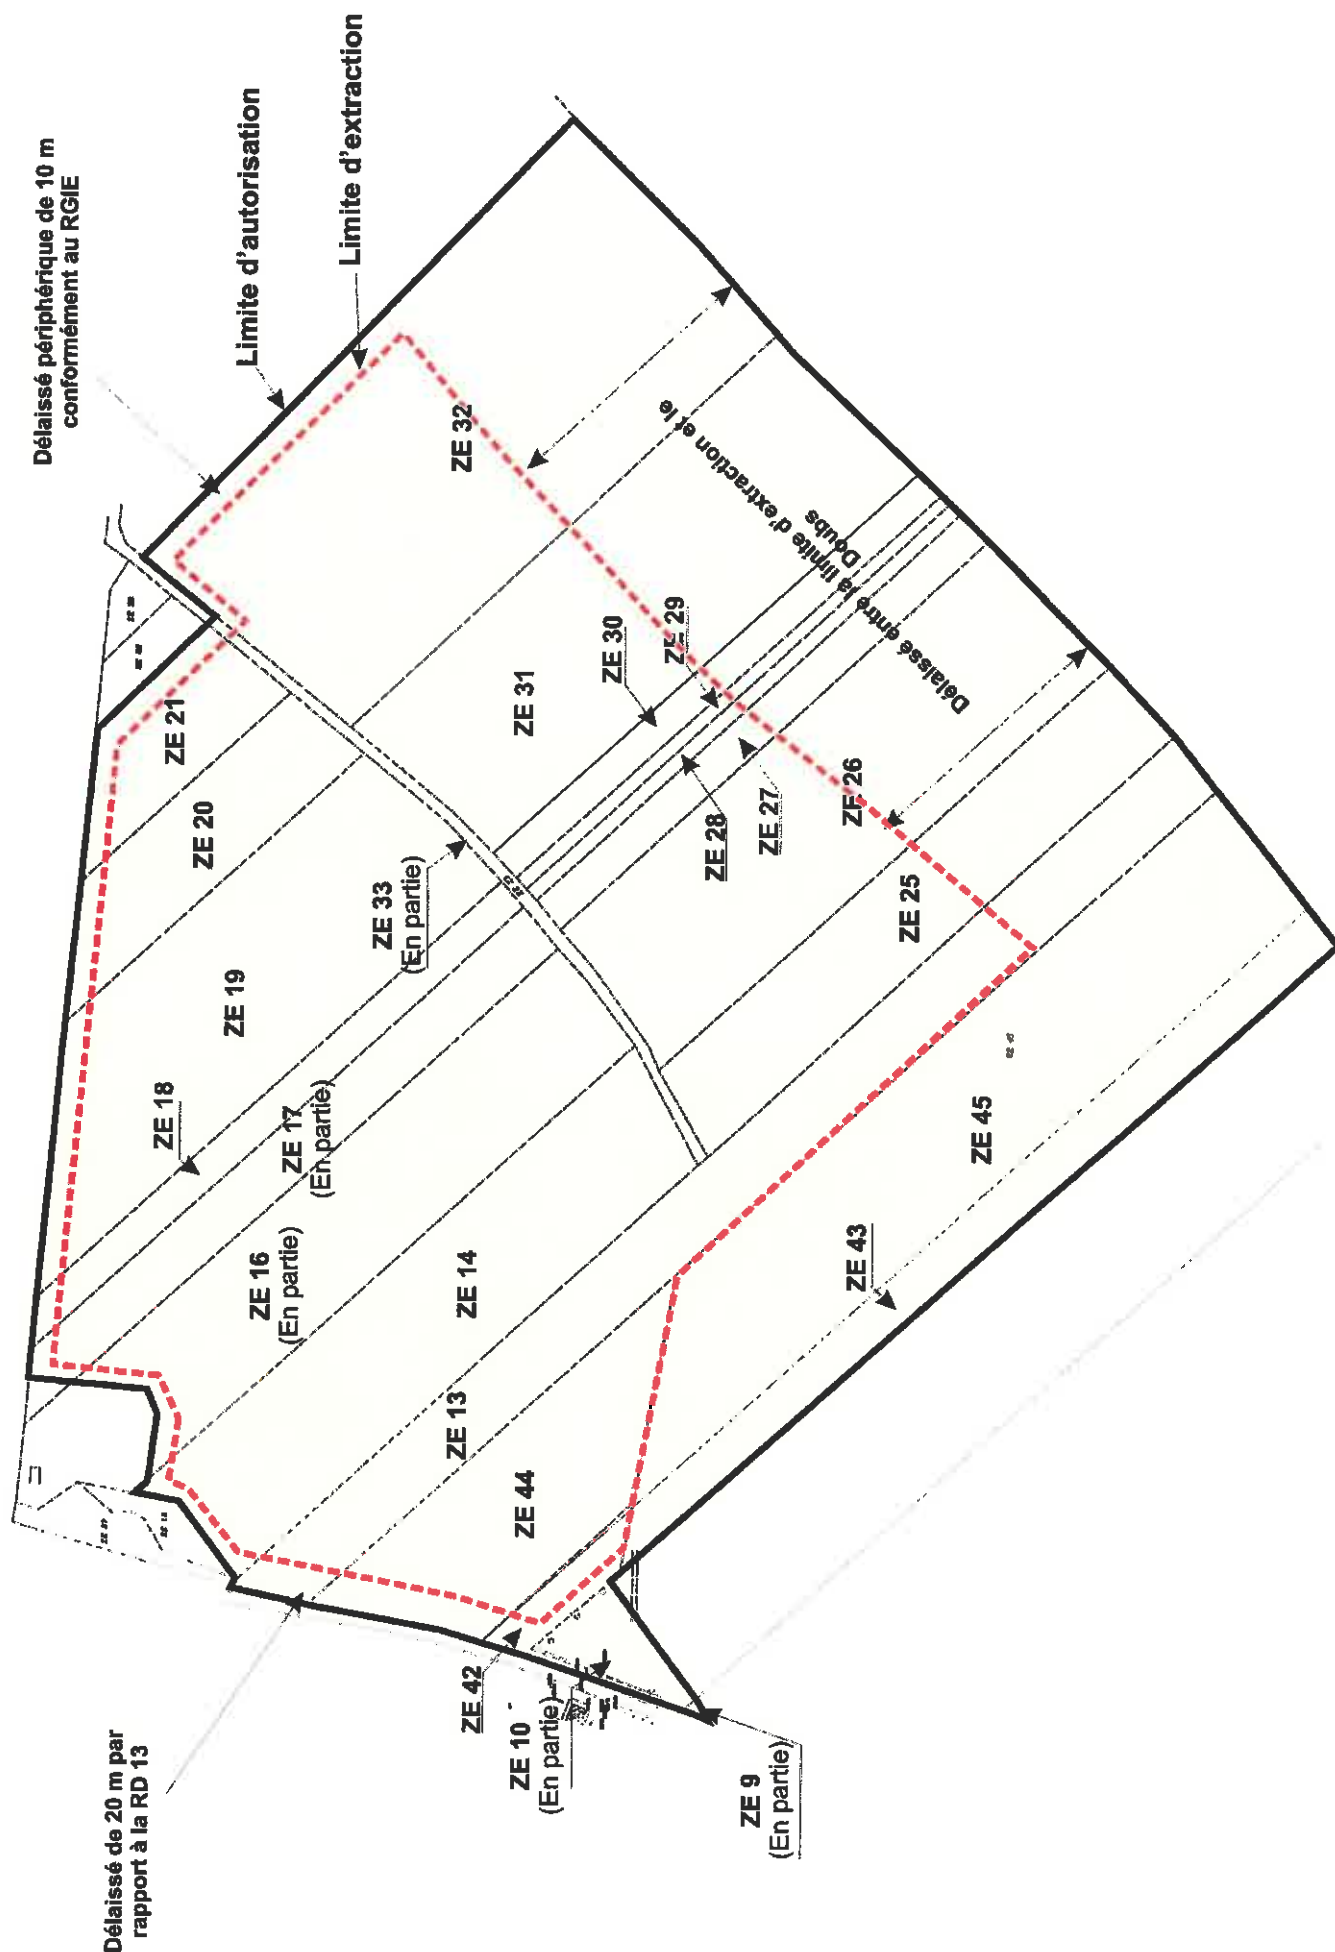 Délaissé périphérique de 10 m
conformément au RGIE
Limite d'autorisation
Limite d'extraction
ZE 32
ZE 21
ZE 20
ZE 31
ZE 30
ZE 29
Délaissé entre la limite d'extraction et le
Doubs
ZE 19
ZE 33
(En partie)
ZE 28
ZE 27
ZE 26
ZE 25
ZE 18
ZE 17
(En partie)
ZE 16
(En partie)
ZE 14
ZE 45
ZE 43
ZE 13
ZE 44
ZE 42
ZE 10
(En partie)
ZE 9
(En partie)
Délaissé de 20 m par
rapport à la RD 13